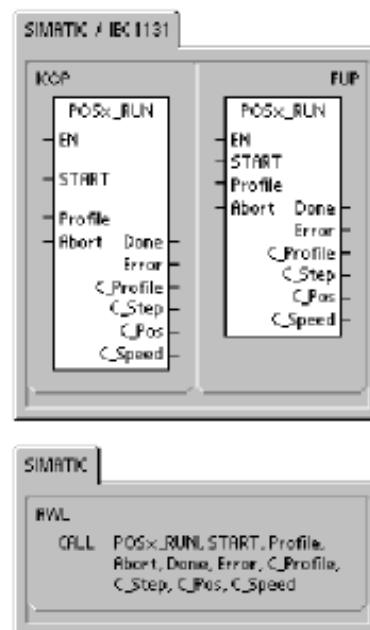 SIMATIC / IEC 1131
KOP
FUP
POSx_RUN
EN
START
Profile
Abort Done
Error
C_Profile
C_Step
C_Pos
C_Speed
POSx_RUN
EN
START
Profile
Abort Done
Error
C_Profile
C_Step
C_Pos
C_Speed
SIMATIC
AWL
CALL POSx_RUN, START, Profile,
Abort, Done, Error, C_Profile,
C_Step, C_Pos, C_Speed